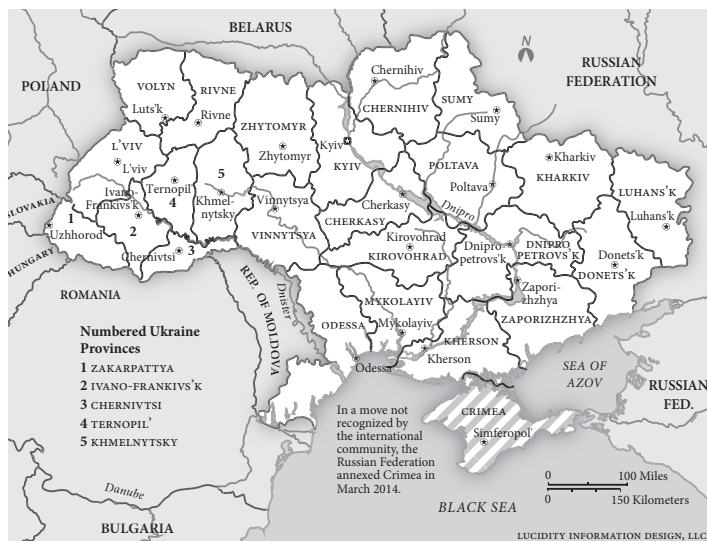 BELARUS
N
POLAND
RUSSIAN
FEDERATION
VOLYN
RIVNE
Luts'k
Rivne
ZHYTOMYR
Zhytomyr
Chernihiv
CHERNIHIV
SUMY
Sumy
L'VIV
L'viv
Kyiv
KYIV
POLTAVA
Poltava
Kharkiv
KHARKIV
LUHANS'K
Luhans'k
Ternopil
4
5
Khmel-
nytsky
Ivano-
Frankivs'k
2
Vinnytsya
VINNYTSYA
Cherkasy
CHERKASY
Dnipro
SLOVAKIA
1
Uzhhorod
HUNGARY
Chernivtsi
3
Kirovohrad
KIROVOHRAD
Dnipro
petrovs'k
DNIPRO
PETROVS'K
Donets'k
DONETS'K
ROMANIA
REP. OF MOLDOVA
Dnister
Zapori-
zhzhya
ZAPORIZHZHYA
MYKOLAYIV
Mykolayiv
ODESSA
Odessa
KHERSON
Kherson
SEA OF
AZOV
RUSSIAN
FED.
Numbered Ukraine
Provinces
1 ZAKARPATTYA
2 IVANO-FRANKIVS'K
3 CHERNIVTSI
4 TERNOPIL'
5 KHMELNYTSKY
In a move not
recognized by
the international
community, the
Russian Federation
annexed Crimea in
March 2014.
CRIMEA
Simferopol'
0 100 Miles
0 150 Kilometers
Danube
BULGARIA
BLACK SEA
LUCIDITY INFORMATION DESIGN, LLC